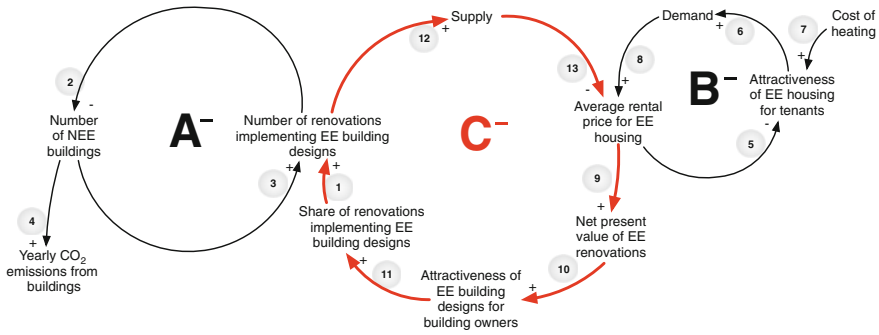 Supply
12
+
Demand
+
6
Cost of
heating
7
+
2
-
8
+
13
-
B−
Attractiveness
of EE housing
for tenants
-
5
Number
of NEE
buildings
A−
Number of renovations
implementing EE building
designs
+
3
+
1
C−
Average rental
price for EE
housing
9
+
4
+
Yearly CO2
emissions from
buildings
Share of renovations
implementing EE
building designs
+
11
Net present
value of EE
renovations
10
+
Attractiveness of
EE building
designs for
building owners